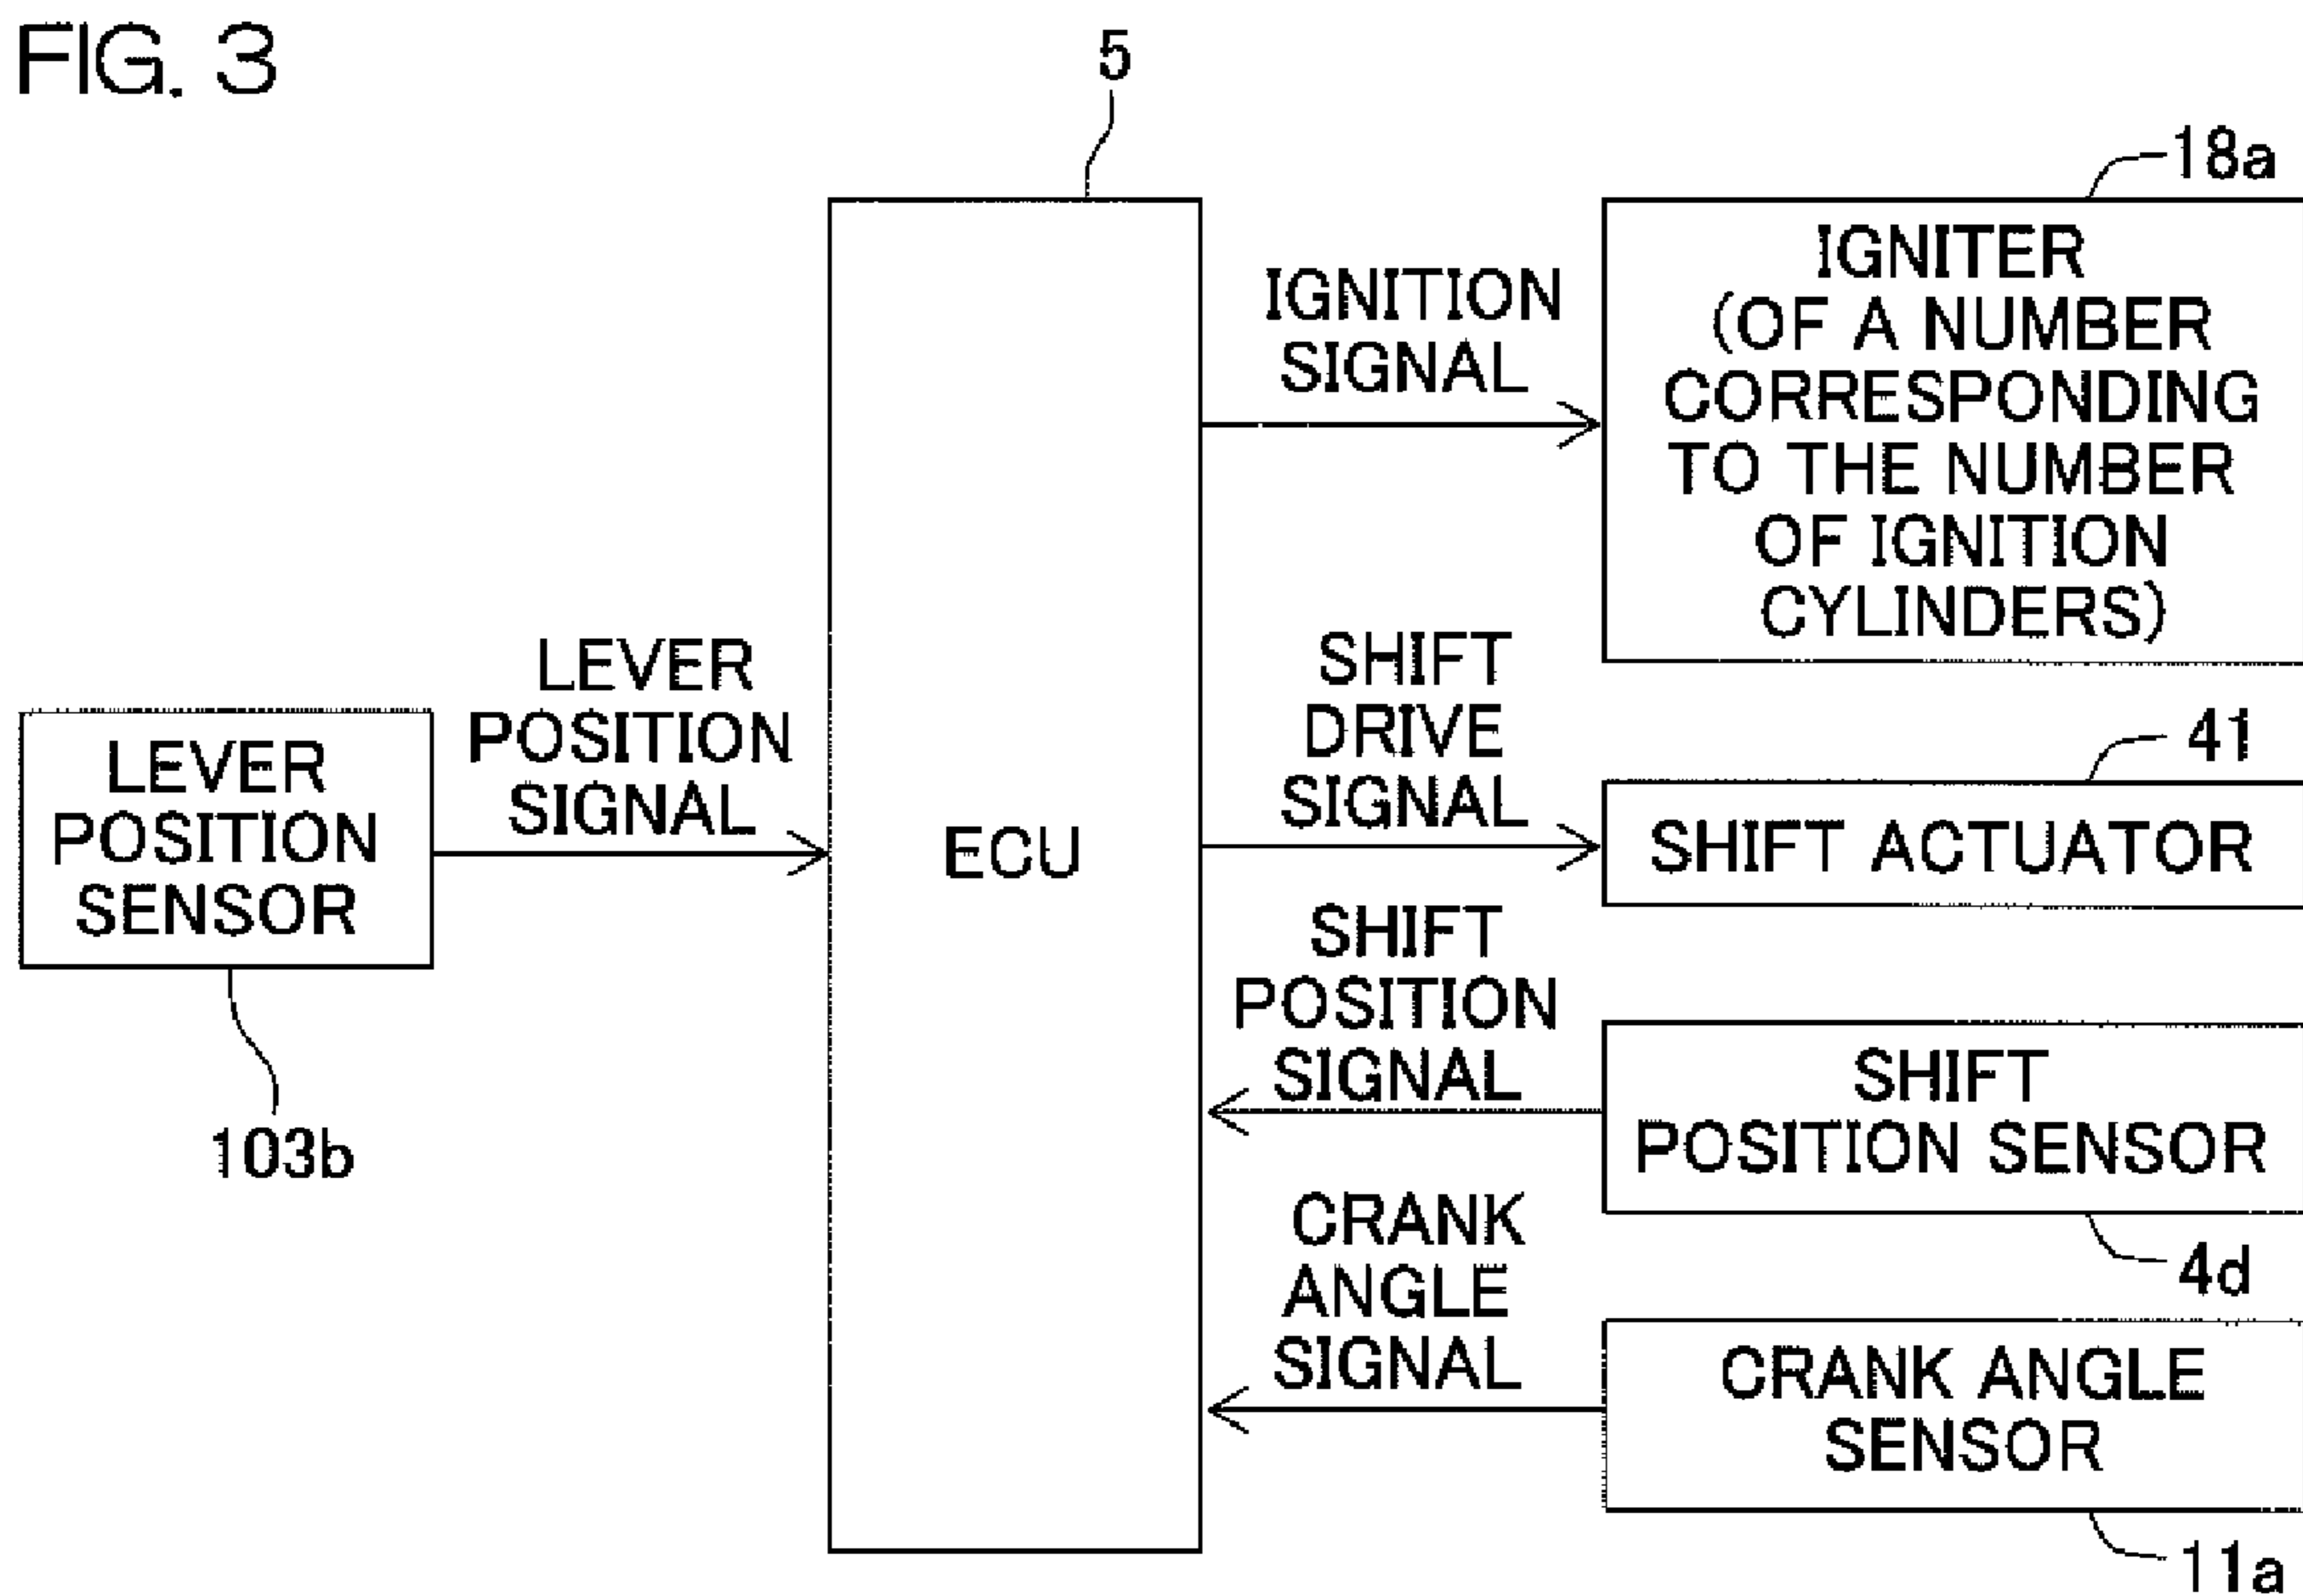 FIG. 3
5
18a
IGNITER
(OF A NUMBER
CORRESPONDING
TO THE NUMBER
OF IGNITION
CYLINDERS)
IGNITION
SIGNAL
LEVER
POSITION
SENSOR
103b
LEVER
POSITION
SIGNAL
ECU
SHIFT
DRIVE
SIGNAL
41
SHIFT ACTUATOR
SHIFT
POSITION
SIGNAL
SHIFT
POSITION SENSOR
4d
CRANK
ANGLE
SIGNAL
CRANK ANGLE
SENSOR
11a